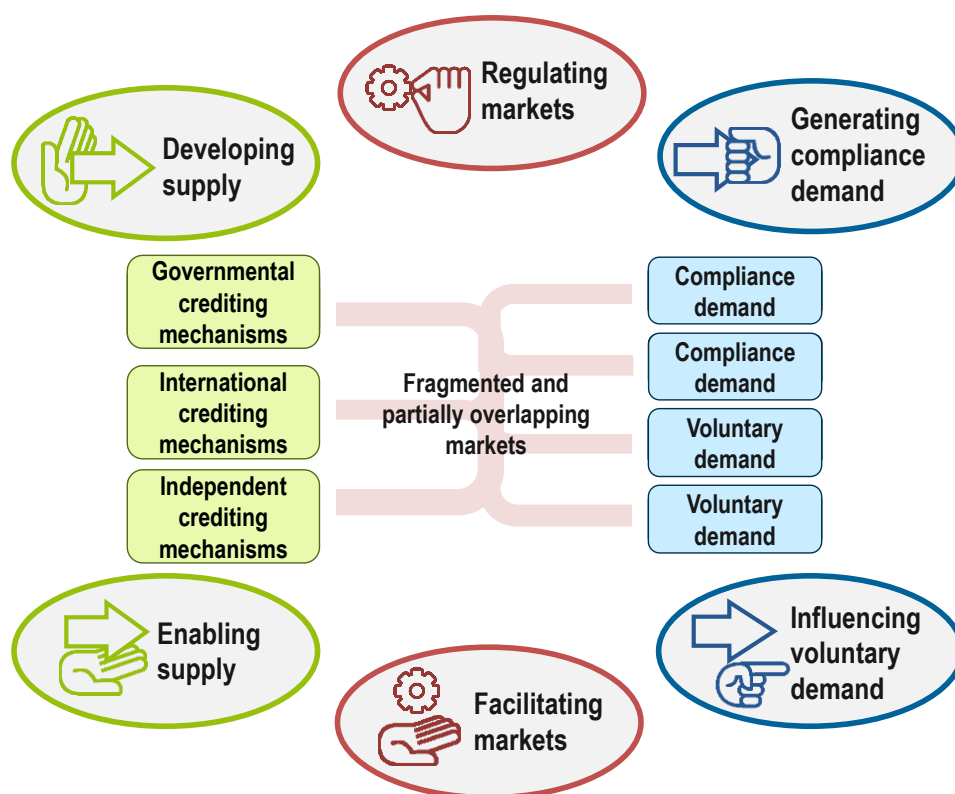 Regulating
markets
Developing
supply
Generating
compliance
demand
Governmental
crediting
mechanisms
International
crediting
mechanisms
Independent
crediting
mechanisms
Fragmented and
partially overlapping
markets
Compliance
demand
Compliance
demand
Voluntary
demand
Voluntary
demand
Enabling
supply
Facilitating
markets
Influencing
voluntary
demand